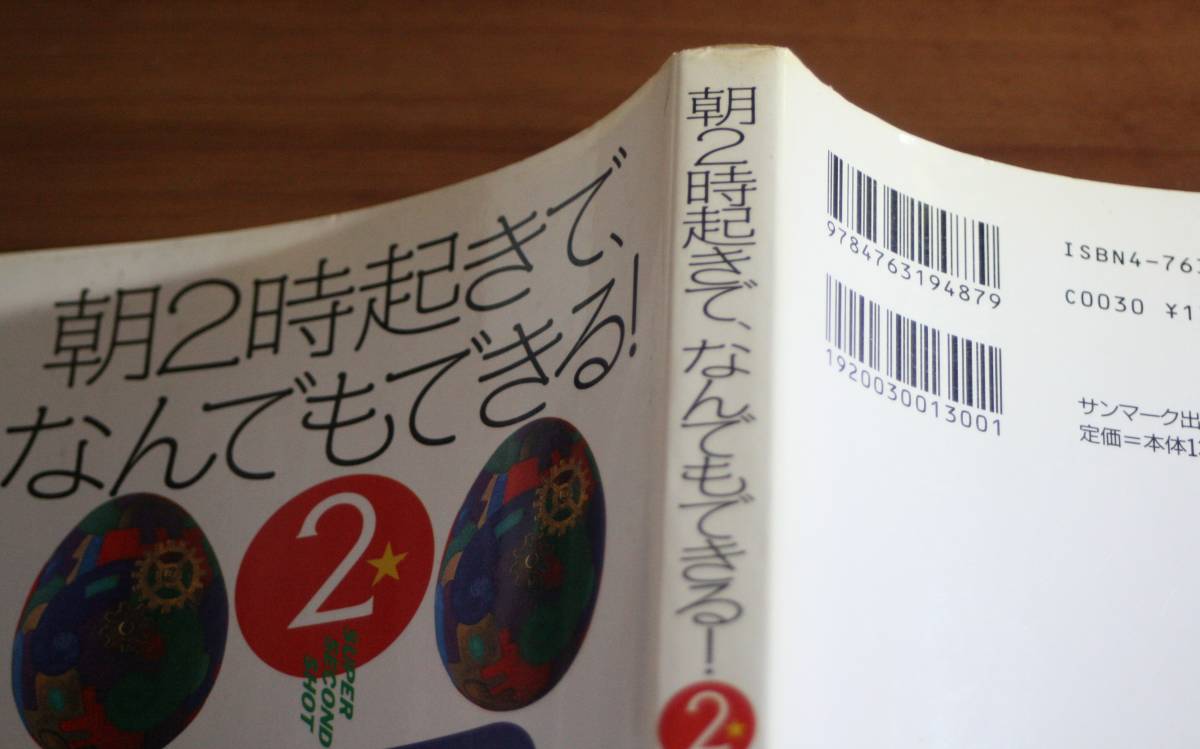 朝2時起きで、
なんでもできる!
2
SUPER
SECOND
SHOT
朝2時起きで、なんでもできる!
2
9784763194879
ISBN4-76
1920030013001
C0030 ¥1
サンマーク出
定価=本体1